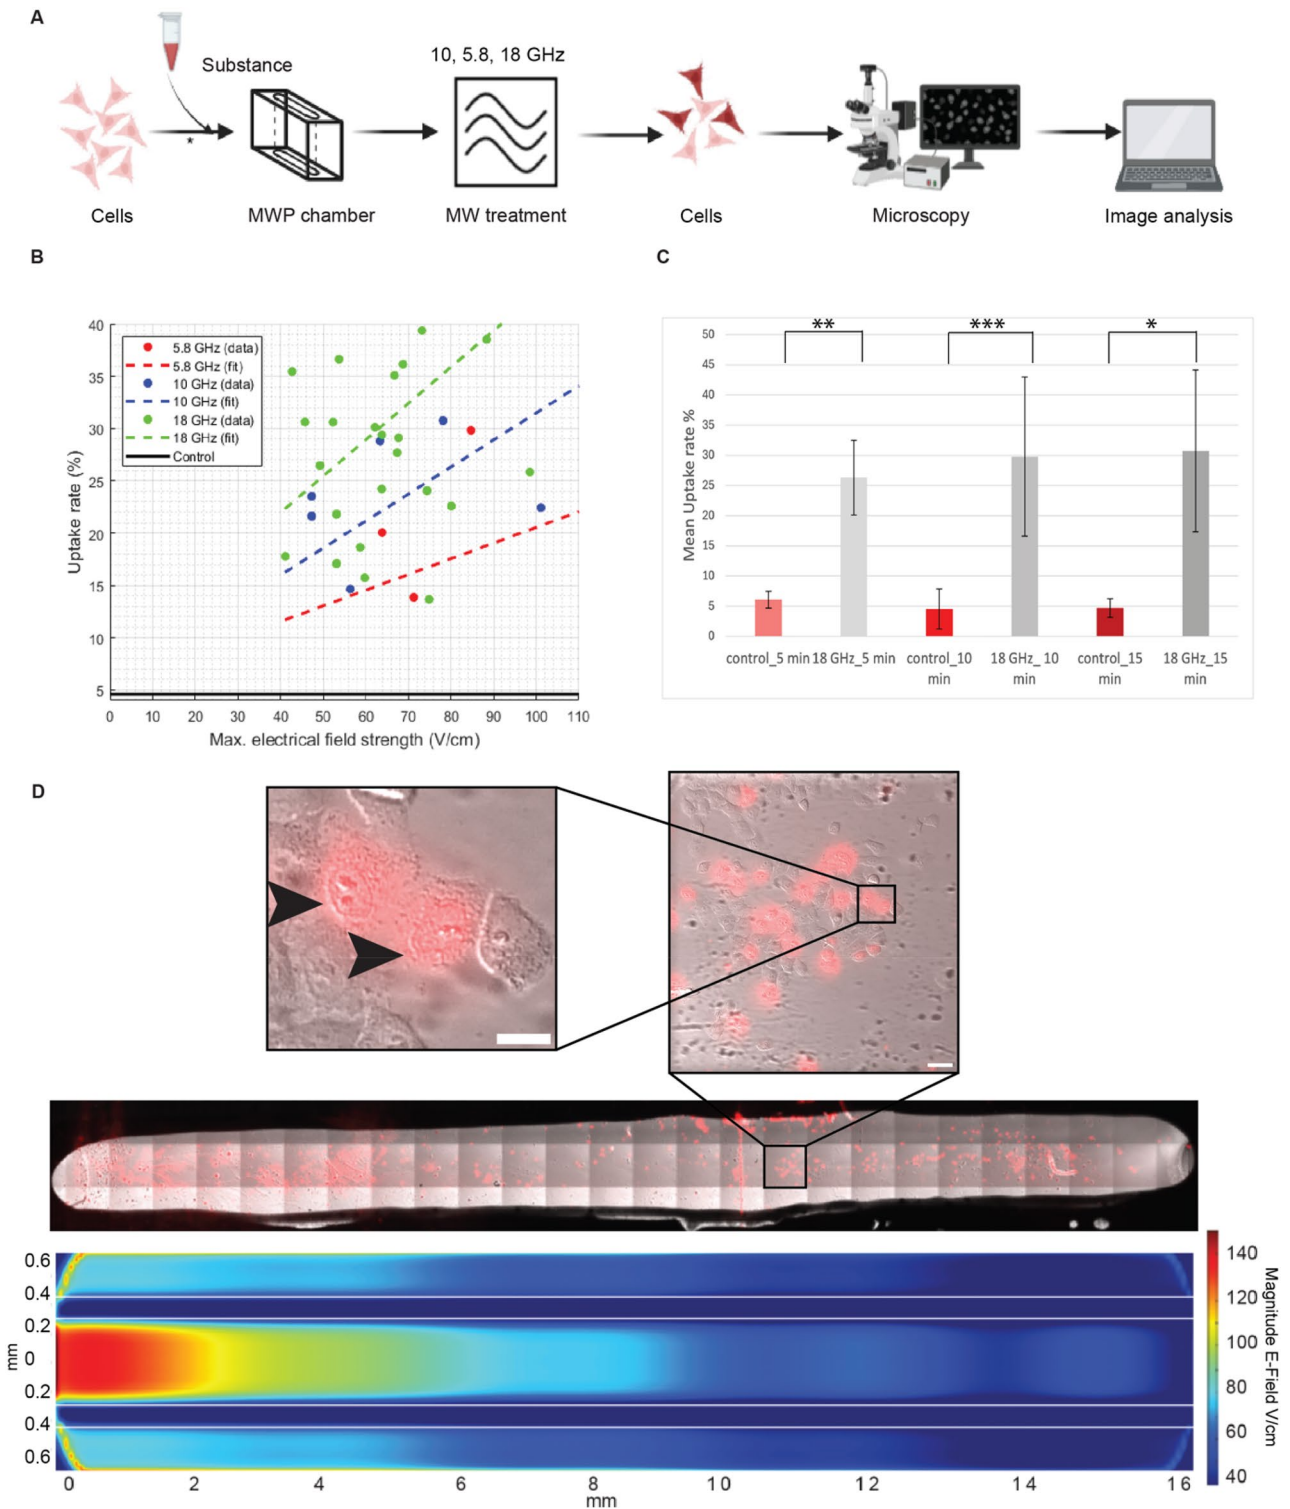 A
Substance
10, 5.8, 18 GHz
*
Cells
MWP chamber
MW treatment
Cells
Microscopy
Image analysis
B
40
35
30
25
20
15
10
5
Uptake rate (%)
5.8 GHz (data)
5.8 GHz (fit)
10 GHz (data)
10 GHz (fit)
18 GHz (data)
18 GHz (fit)
Control
0 10 20 30 40 50 60 70 80 90 100 110
Max. electrical field strength (V/cm)
C
** *** *
50
45
40
35
30
25
20
15
10
5
0
Mean Uptake rate %
control_5 min 18 GHz_5 min control_10 min 18 GHz_ 10 min control_15 min 18 GHz_15 min
D
0.6
0.4
0.2
0
0.2
0.4
0.6
mm
0 2 4 6 8 10 12 14 16
mm
140
120
100
80
60
40
Magnitude E-Field V/cm